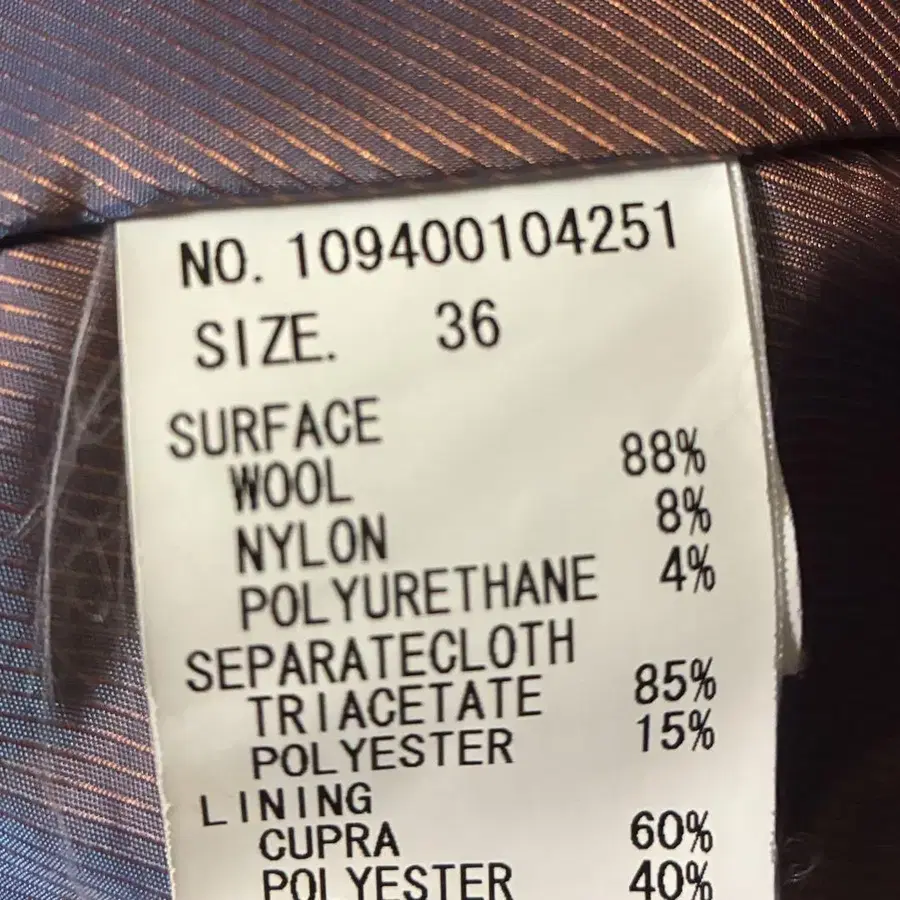 NO. 109400104251
SIZE. 36
SURFACE
WOOL 88%
NYLON 8%
POLYURETHANE 4%
SEPARATECLOTH
TRIACETATE 85%
POLYESTER 15%
LINING
CUPRA 60%
POLYESTER 40%